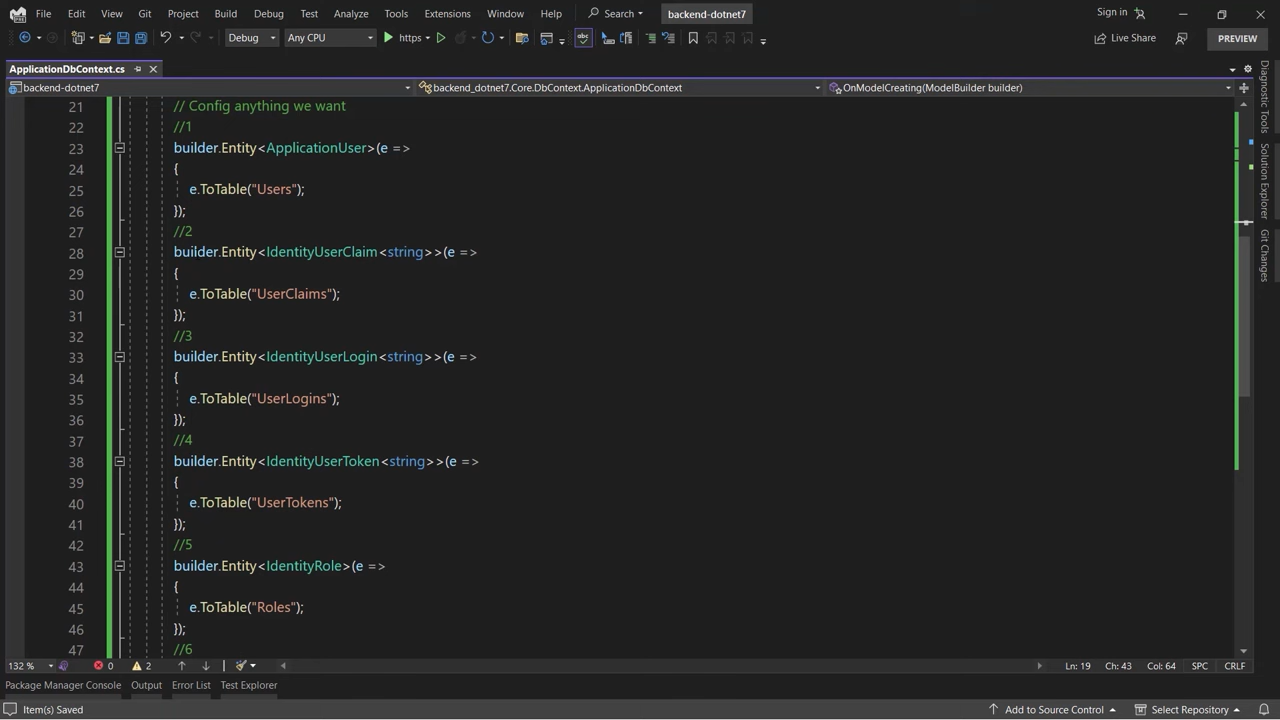 File Edit View Git Project Build Debug Test Analyze Tools Extensions Window Help Search backend-dotnet7 Sign in
Debug Any CPU https abc Live Share PREVIEW
ApplicationDbContext.cs
backend-dotnet7 backend_dotnet7.Core.DbContext.ApplicationDbContext OnModelCreating(ModelBuilder builder)
21 // Config anything we want
22 //1
23 builder.Entity<ApplicationUser>(e =>
24 {
25 e.ToTable("Users");
26 });
27 //2
28 builder.Entity<IdentityUserClaim<string>>(e =>
29 {
30 e.ToTable("UserClaims");
31 });
32 //3
33 builder.Entity<IdentityUserLogin<string>>(e =>
34 {
35 e.ToTable("UserLogins");
36 });
37 //4
38 builder.Entity<IdentityUserToken<string>>(e =>
39 {
40 e.ToTable("UserTokens");
41 });
42 //5
43 builder.Entity<IdentityRole>(e =>
44 {
45 e.ToTable("Roles");
46 });
47 //6
Diagnostic Tools
Solution Explorer
Git Changes
132 % 0 2 Ln: 19 Ch: 43 Col: 64 SPC CRLF
Package Manager Console Output Error List Test Explorer
Item(s) Saved Add to Source Control Select Repository